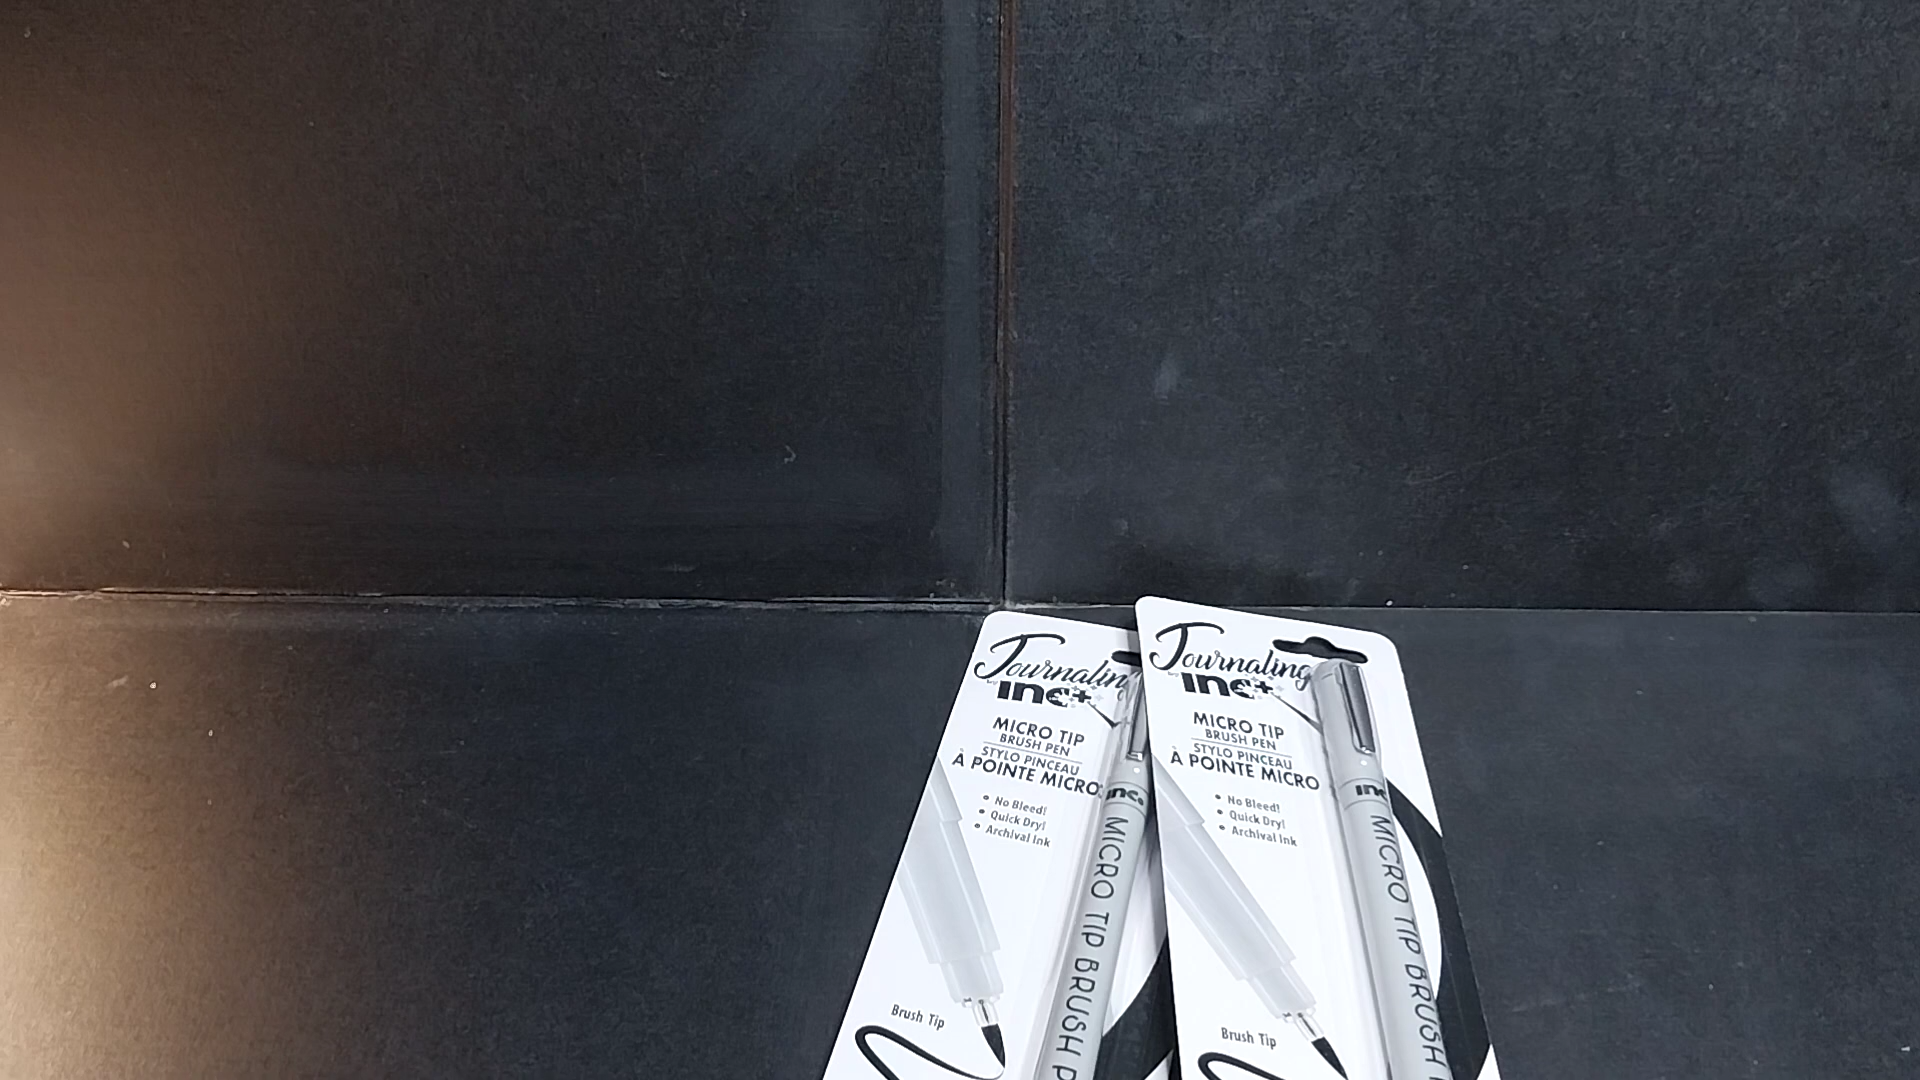 Journaling
INC+
MICRO TIP
BRUSH PEN
STYLO PINCEAU
À POINTE MICRO
No Bleed!
Quick Dry!
Archival Ink
inc.
MICRO TIP BRUSH P
Brush Tip
Journaling
INC+
MICRO TIP
BRUSH PEN
STYLO PINCEAU
À POINTE MICRO
No Bleed!
Quick Dry!
Archival Ink
inc
MICRO TIP BRUSH
Brush Tip